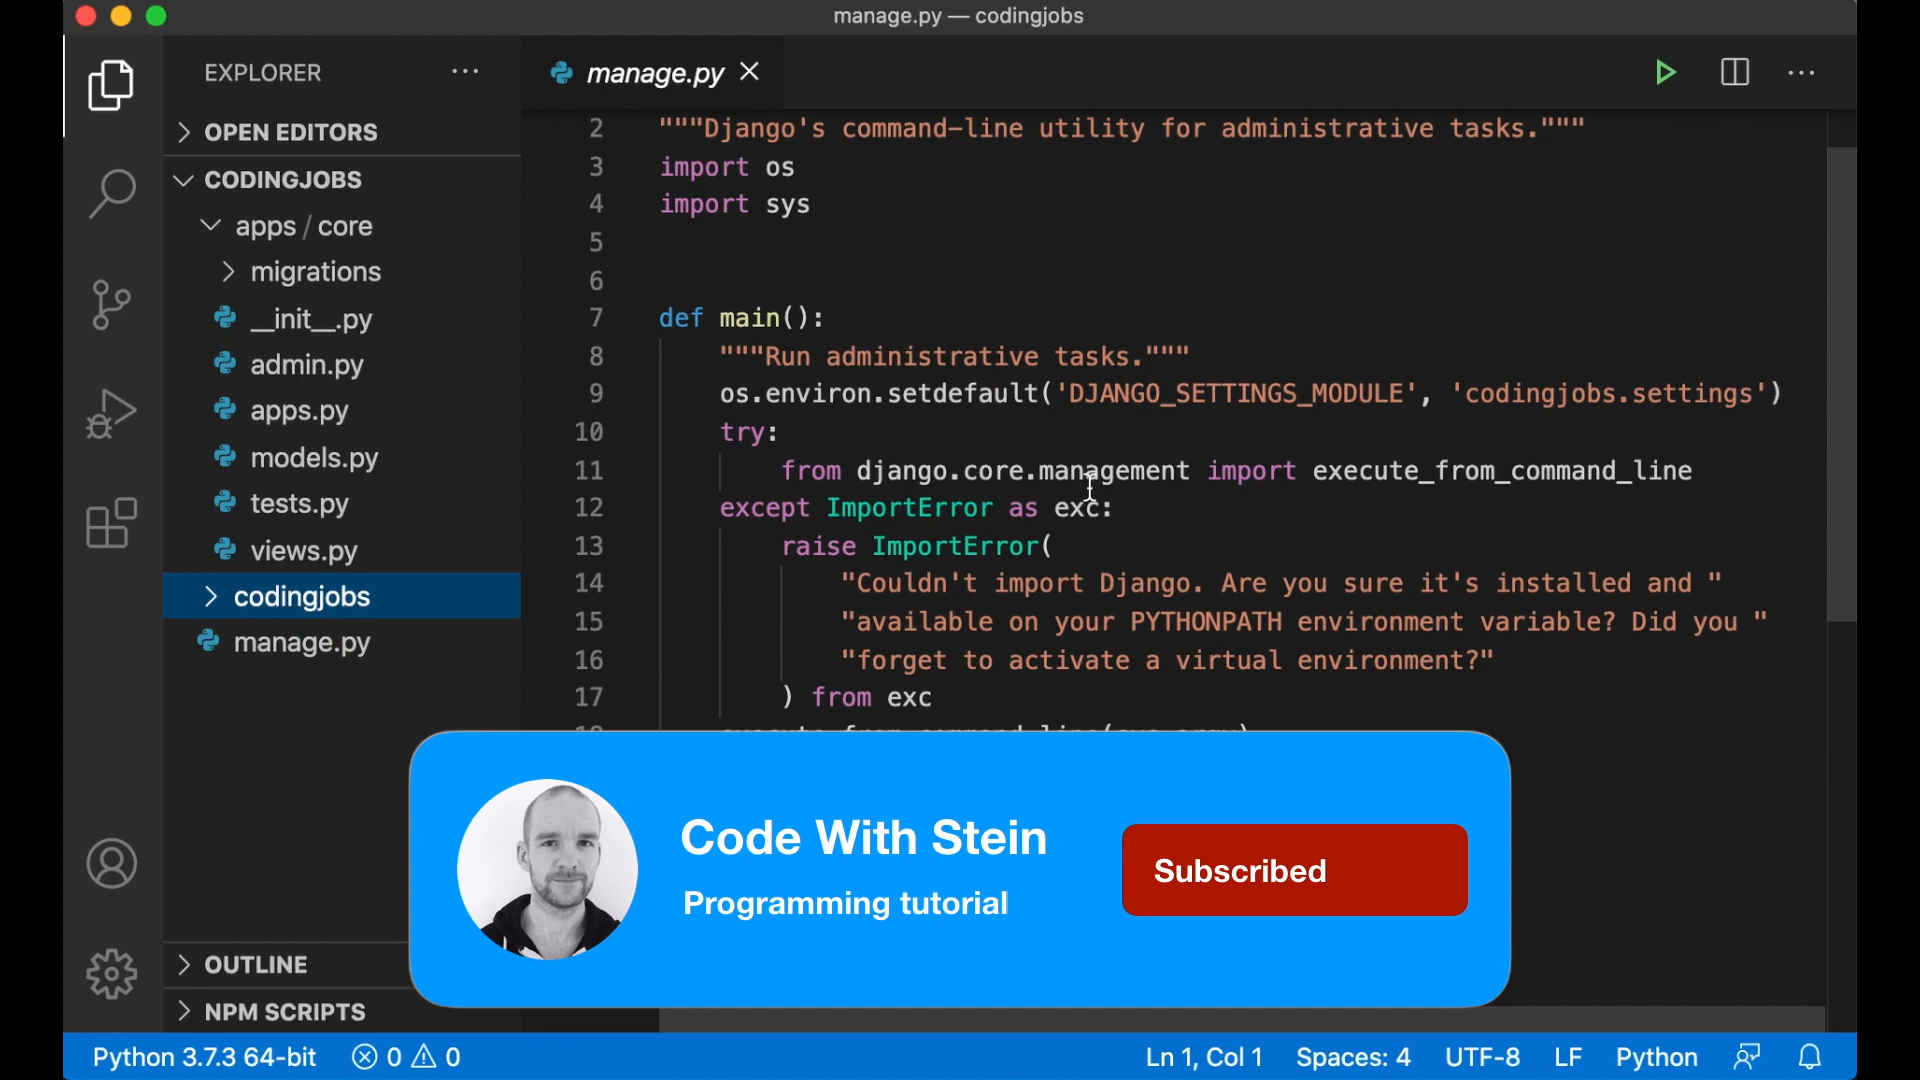 manage.py — codingjobs
EXPLORER
OPEN EDITORS
CODINGJOBS
apps / core
migrations
__init__.py
admin.py
apps.py
models.py
tests.py
views.py
codingjobs
manage.py
OUTLINE
NPM SCRIPTS
manage.py
2 """Django's command-line utility for administrative tasks."""
3 import os
4 import sys
5
6
7 def main():
8 """Run administrative tasks."""
9 os.environ.setdefault('DJANGO_SETTINGS_MODULE', 'codingjobs.settings')
10 try:
11 from django.core.management import execute_from_command_line
12 except ImportError as exc:
13 raise ImportError(
14 "Couldn't import Django. Are you sure it's installed and "
15 "available on your PYTHONPATH environment variable? Did you "
16 "forget to activate a virtual environment?"
17 ) from exc
Code With Stein
Programming tutorial
Subscribed
Python 3.7.3 64-bit 0 0 Ln 1, Col 1 Spaces: 4 UTF-8 LF Python